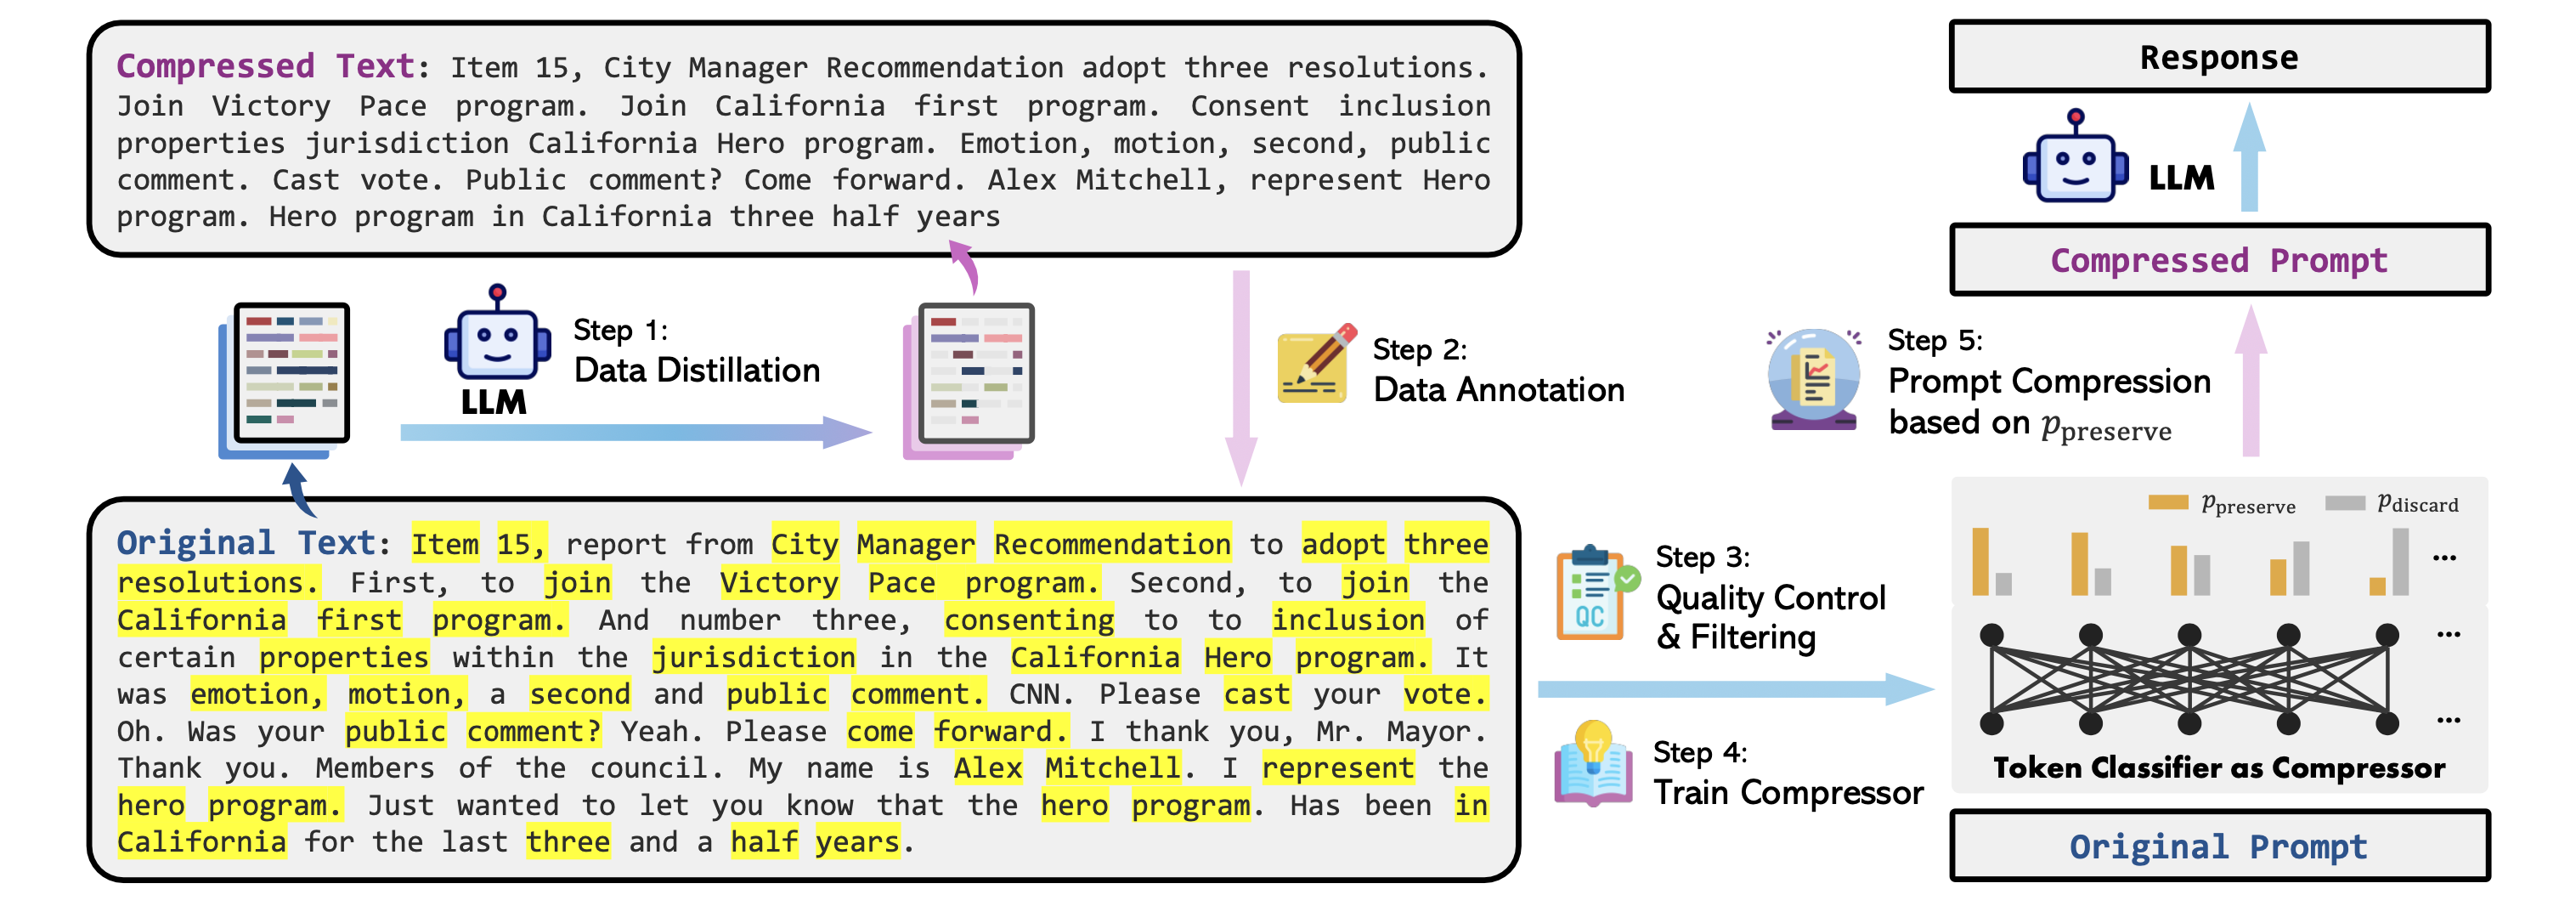 Compressed Text: Item 15, City Manager Recommendation adopt three resolutions.
Join Victory Pace program. Join California first program. Consent inclusion
properties jurisdiction California Hero program. Emotion, motion, second, public
comment. Cast vote. Public comment? Come forward. Alex Mitchell, represent Hero
program. Hero program in California three half years
LLM
Step 1:
Data Distillation
Step 2:
Data Annotation
Original Text: Item 15, report from City Manager Recommendation to adopt three
resolutions. First, to join the Victory Pace program. Second, to join the
California first program. And number three, consenting to to inclusion of
certain properties within the jurisdiction in the California Hero program. It
was emotion, motion, a second and public comment. CNN. Please cast your vote.
Oh. Was your public comment? Yeah. Please come forward. I thank you, Mr. Mayor.
Thank you. Members of the council. My name is Alex Mitchell. I represent the
hero program. Just wanted to let you know that the hero program. Has been in
California for the last three and a half years.
QC
Step 3:
Quality Control
& Filtering
Step 4:
Train Compressor
Response
LLM
Compressed Prompt
Step 5:
Prompt Compression
based on p_preserve
p_preserve p_discard
...
...
...
Token Classifier as Compressor
Original Prompt